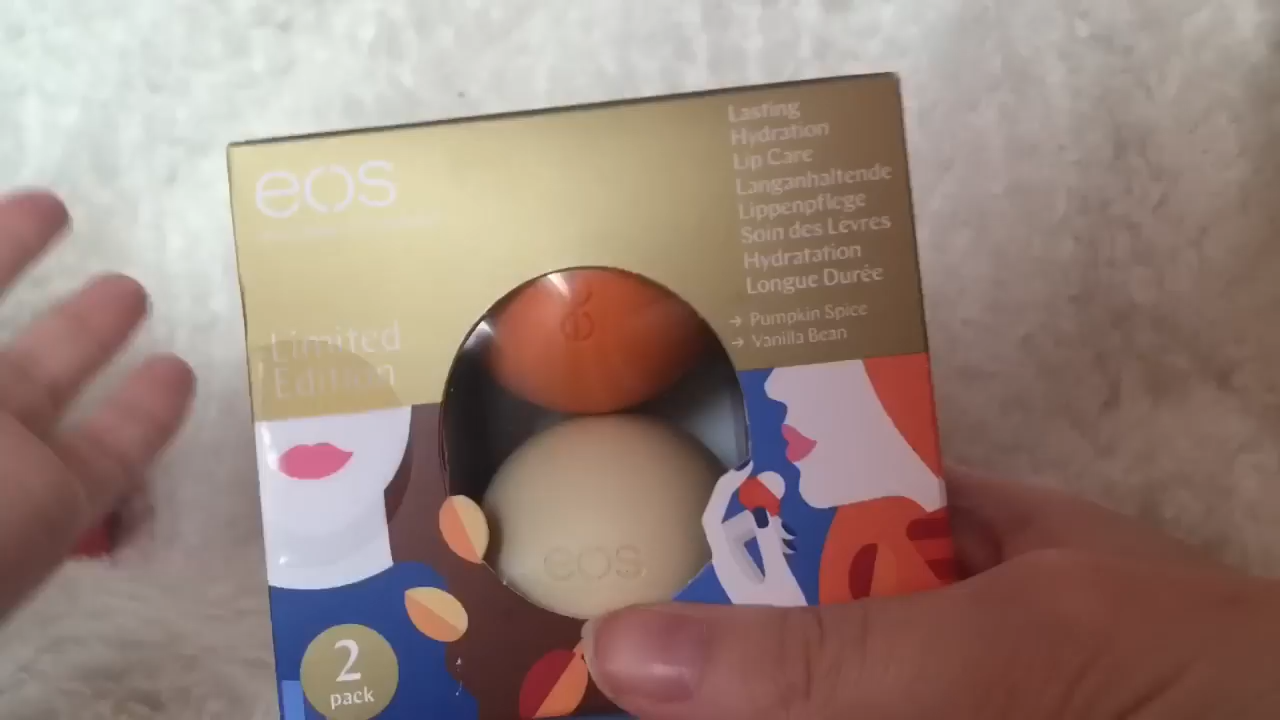 eos
Lasting
Hydration
Lip Care
Langanhaltende
Lippenpflege
Soin des Lèvres
Hydratation
Longue Durée
→ Pumpkin Spice
→ Vanilla Bean
Limited
Edition
eos
2
pack